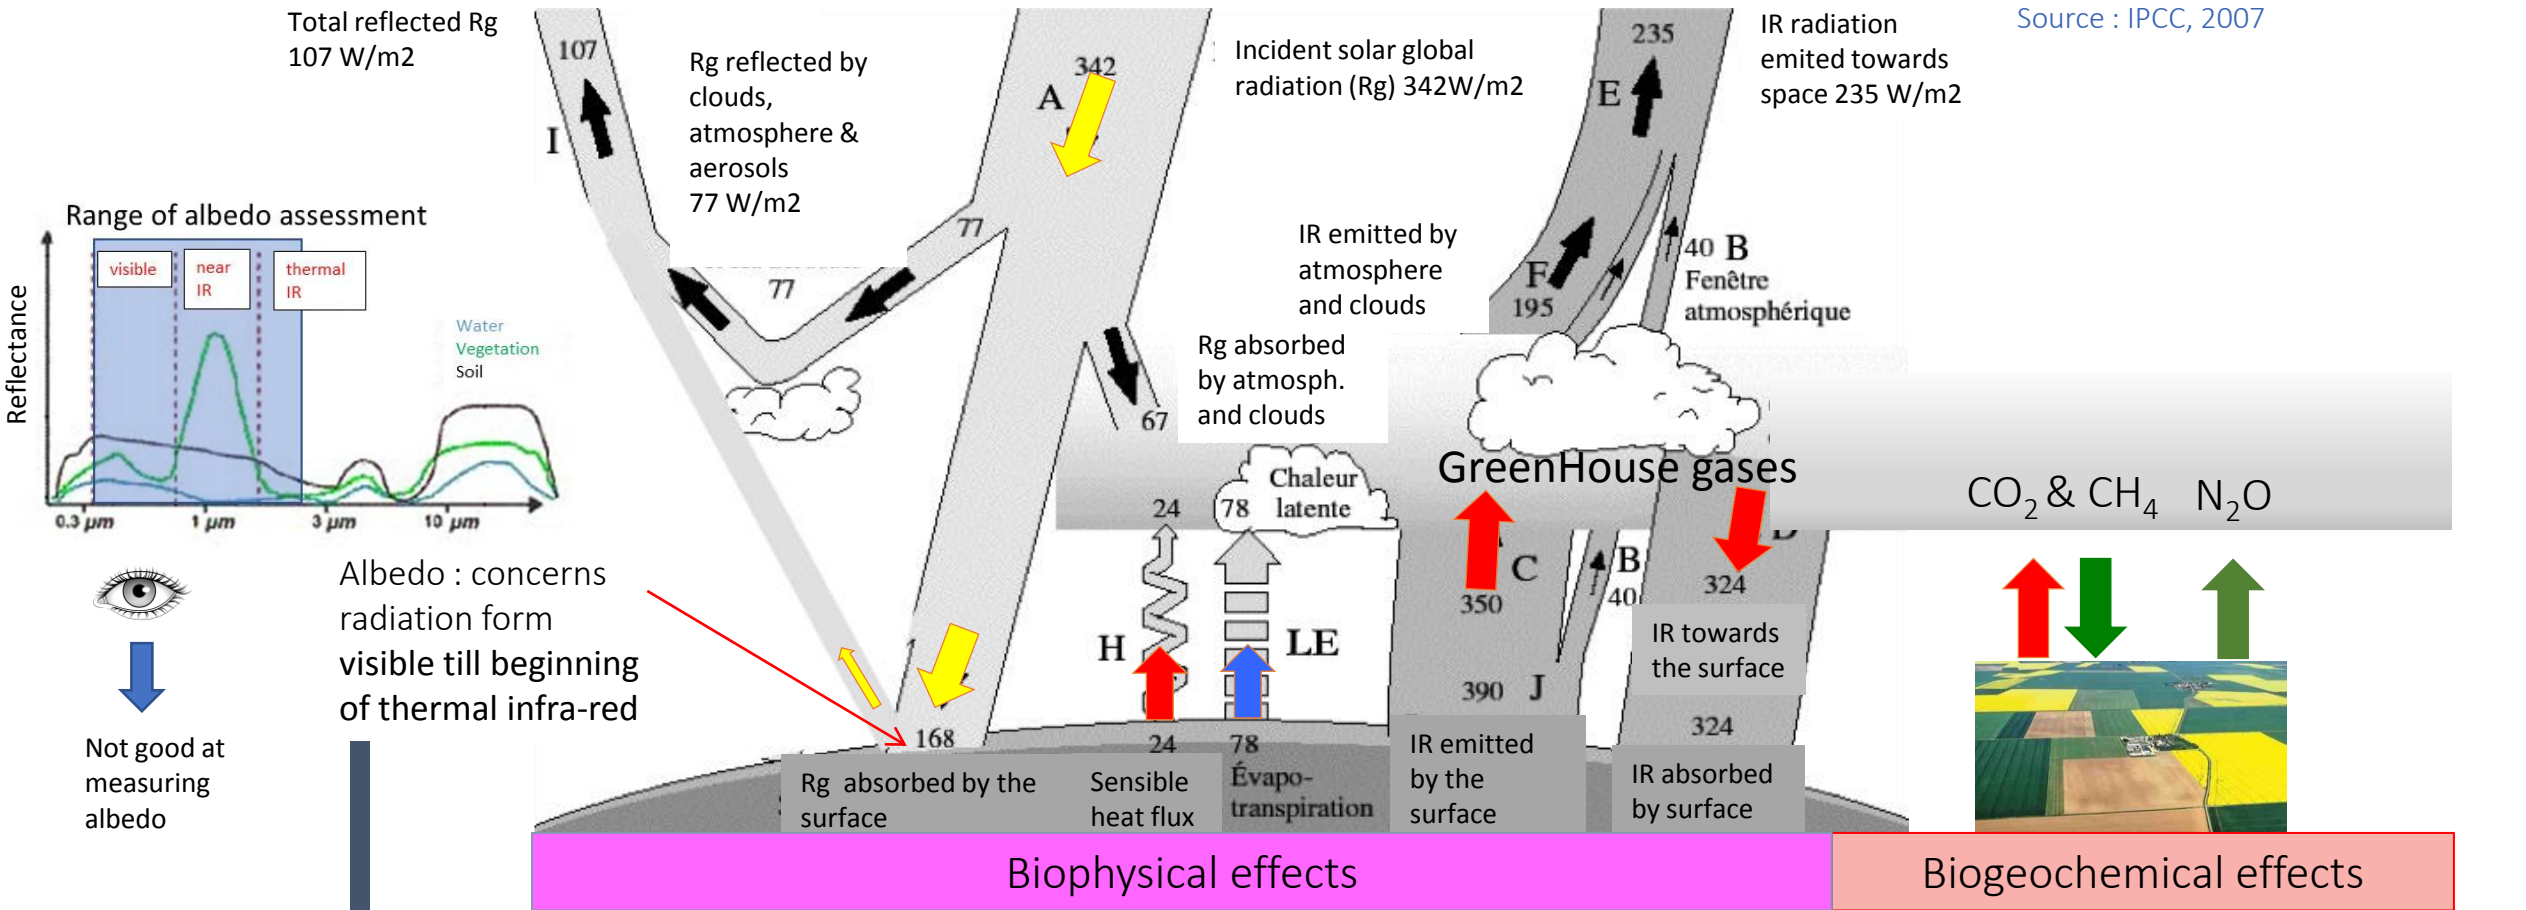 Total reflected Rg
107 W/m2
107
I
Rg reflected by
clouds,
atmosphere &
aerosols
77 W/m2
77
77
342
A
Incident solar global
radiation (Rg) 342W/m2
235
E
IR radiation
emited towards
space 235 W/m2
Source : IPCC, 2007
Range of albedo assessment
visible
near
IR
thermal
IR
Water
Vegetation
Soil
Reflectance
0.3 µm
1 µm
3 µm
10 µm
IR emitted by
atmosphere
and clouds
F
195
40 B
Fenêtre
atmosphérique
Rg absorbed
by atmosph.
and clouds
67
GreenHouse gases
Chaleur
latente
24
78
CO2 & CH4
N2O
Albedo : concerns
radiation form
visible till beginning
of thermal infra-red
Not good at
measuring
albedo
H
LE
C
350
B
40
D
324
IR towards
the surface
390 J
324
168
24
78
Rg absorbed by the
surface
Sensible
heat flux
Évapo-
transpiration
IR emitted
by the
surface
IR absorbed
by surface
Biophysical effects
Biogeochemical effects